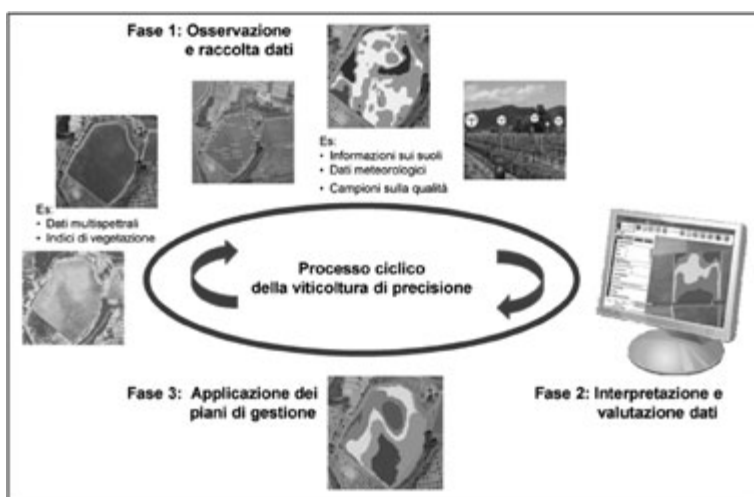 Fase 1: Osservazione
e raccolta dati
Es:
• Informazioni sui suoli
• Dati meteorologici
• Campioni sulla qualità
Es:
• Dati multispettrali
• Indici di vegetazione
Processo ciclico
della viticoltura di precisione
Fase 3: Applicazione dei
piani di gestione
Fase 2: Interpretazione e
valutazione dati